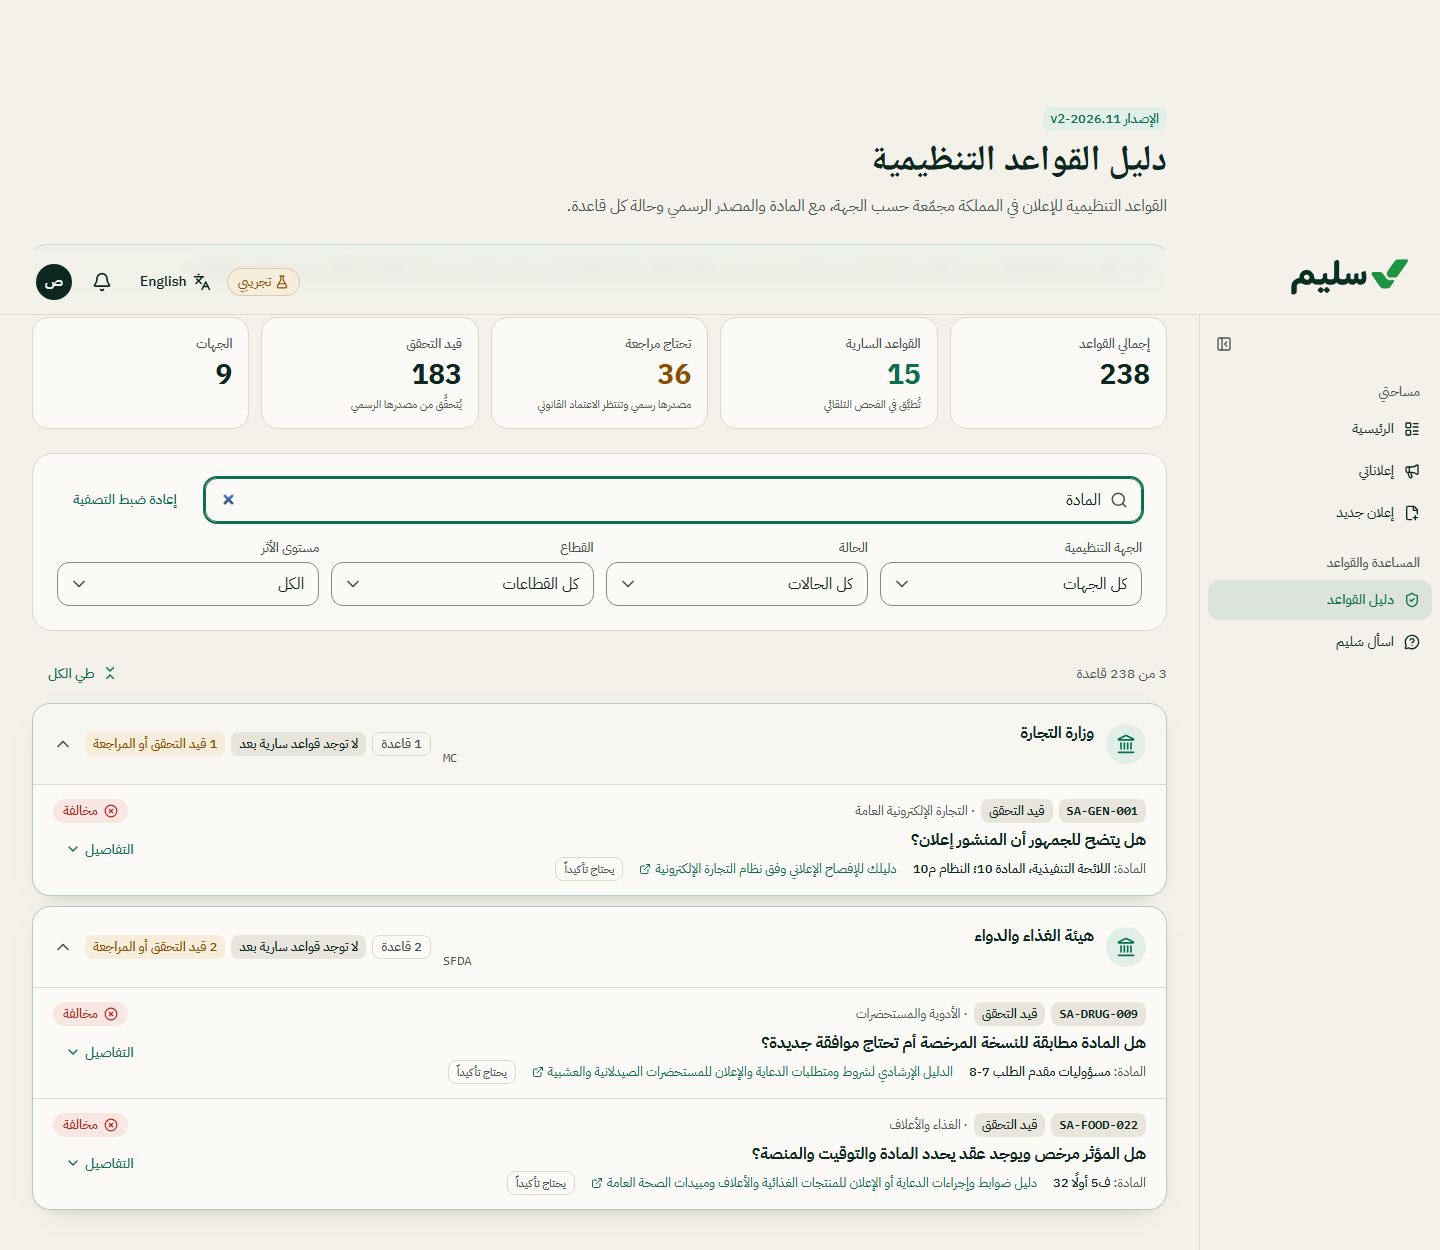 الإصدار 2026.11-v2
دليل القواعد التنظيمية
القواعد التنظيمية للإعلان في المملكة مجمّعة حسب الجهة، مع المادة والمصدر الرسمي وحالة كل قاعدة.
سليم
تجريبي
English
ص
مساحتي
الرئيسية
إعلاناتي
إعلان جديد
المساعدة والقواعد
دليل القواعد
اسأل سَليم
إجمالي القواعد
238
القواعد السارية
15
تُطبَّق في الفحص التلقائي
تحتاج مراجعة
36
مصدرها رسمي وتنتظر الاعتماد القانوني
قيد التحقق
183
يُتحقَّق من مصدرها الرسمي
الجهات
9
المادة
إعادة ضبط التصفية
الجهة التنظيمية
كل الجهات
الحالة
كل الحالات
القطاع
كل القطاعات
مستوى الأثر
الكل
3 من 238 قاعدة
طي الكل
وزارة التجارة
MC
1 قاعدة
لا توجد قواعد سارية بعد
1 قيد التحقق أو المراجعة
SA-GEN-001 قيد التحقق · التجارة الإلكترونية العامة
مخالفة
هل يتضح للجمهور أن المنشور إعلان؟
التفاصيل
المادة: اللائحة التنفيذية، المادة 10؛ النظام م10 دليلك للإفصاح الإعلاني وفق نظام التجارة الإلكترونية يحتاج تأكيداً
هيئة الغذاء والدواء
SFDA
2 قاعدة
لا توجد قواعد سارية بعد
2 قيد التحقق أو المراجعة
SA-DRUG-009 قيد التحقق · الأدوية والمستحضرات
مخالفة
هل المادة مطابقة للنسخة المرخصة أم تحتاج موافقة جديدة؟
التفاصيل
المادة: مسؤوليات مقدم الطلب 7-8 الدليل الإرشادي لشروط ومتطلبات الدعاية والإعلان للمستحضرات الصيدلانية والعشبية يحتاج تأكيداً
SA-FOOD-022 قيد التحقق · الغذاء والأعلاف
مخالفة
هل المؤثر مرخص ويوجد عقد يحدد المادة والتوقيت والمنصة؟
التفاصيل
المادة: ف5 أولًا 32 دليل ضوابط وإجراءات الدعاية أو الإعلان للمنتجات الغذائية والأعلاف ومبيدات الصحة العامة يحتاج تأكيداً